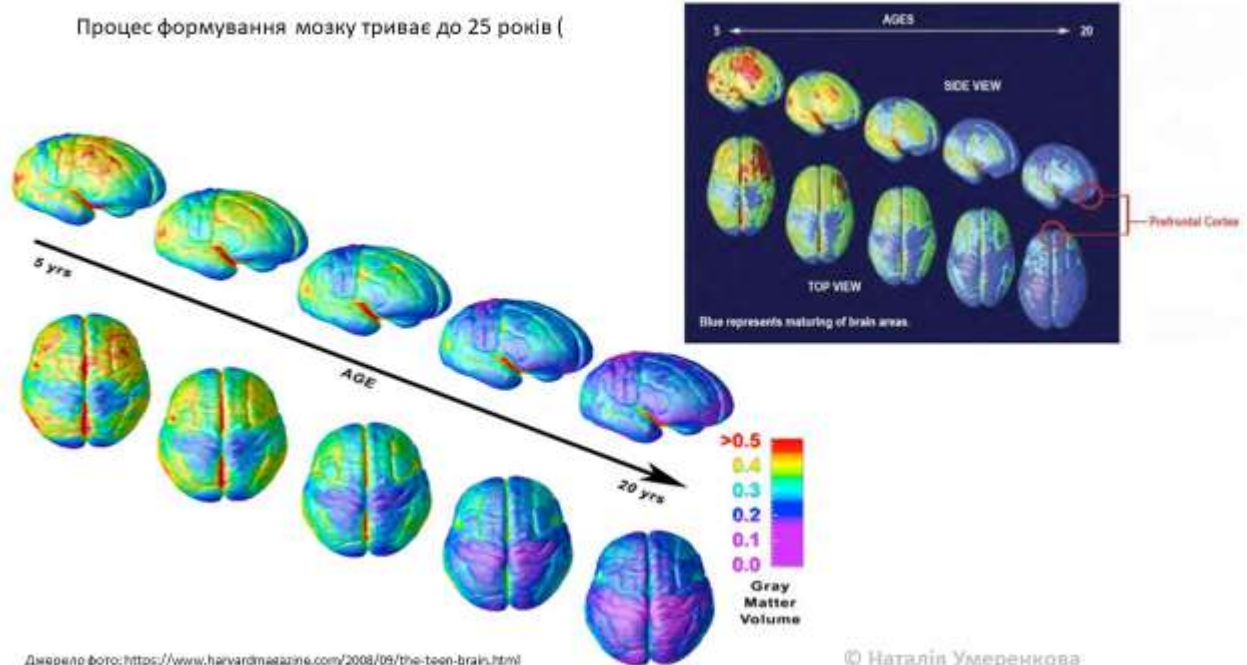 Процес формування мозку триває до 25 років (
AGES
5
20
SIDE VIEW
Prefrontal Cortex
TOP VIEW
Blue represents maturing of brain areas.
5 yrs
AGE
20 yrs
>0.5
0.4
0.3
0.2
0.1
0.0
Gray
Matter
Volume
Джерело фото: https://www.harvardmagazine.com/2008/09/the-teen-brain.html
© Наталія Умеренкова